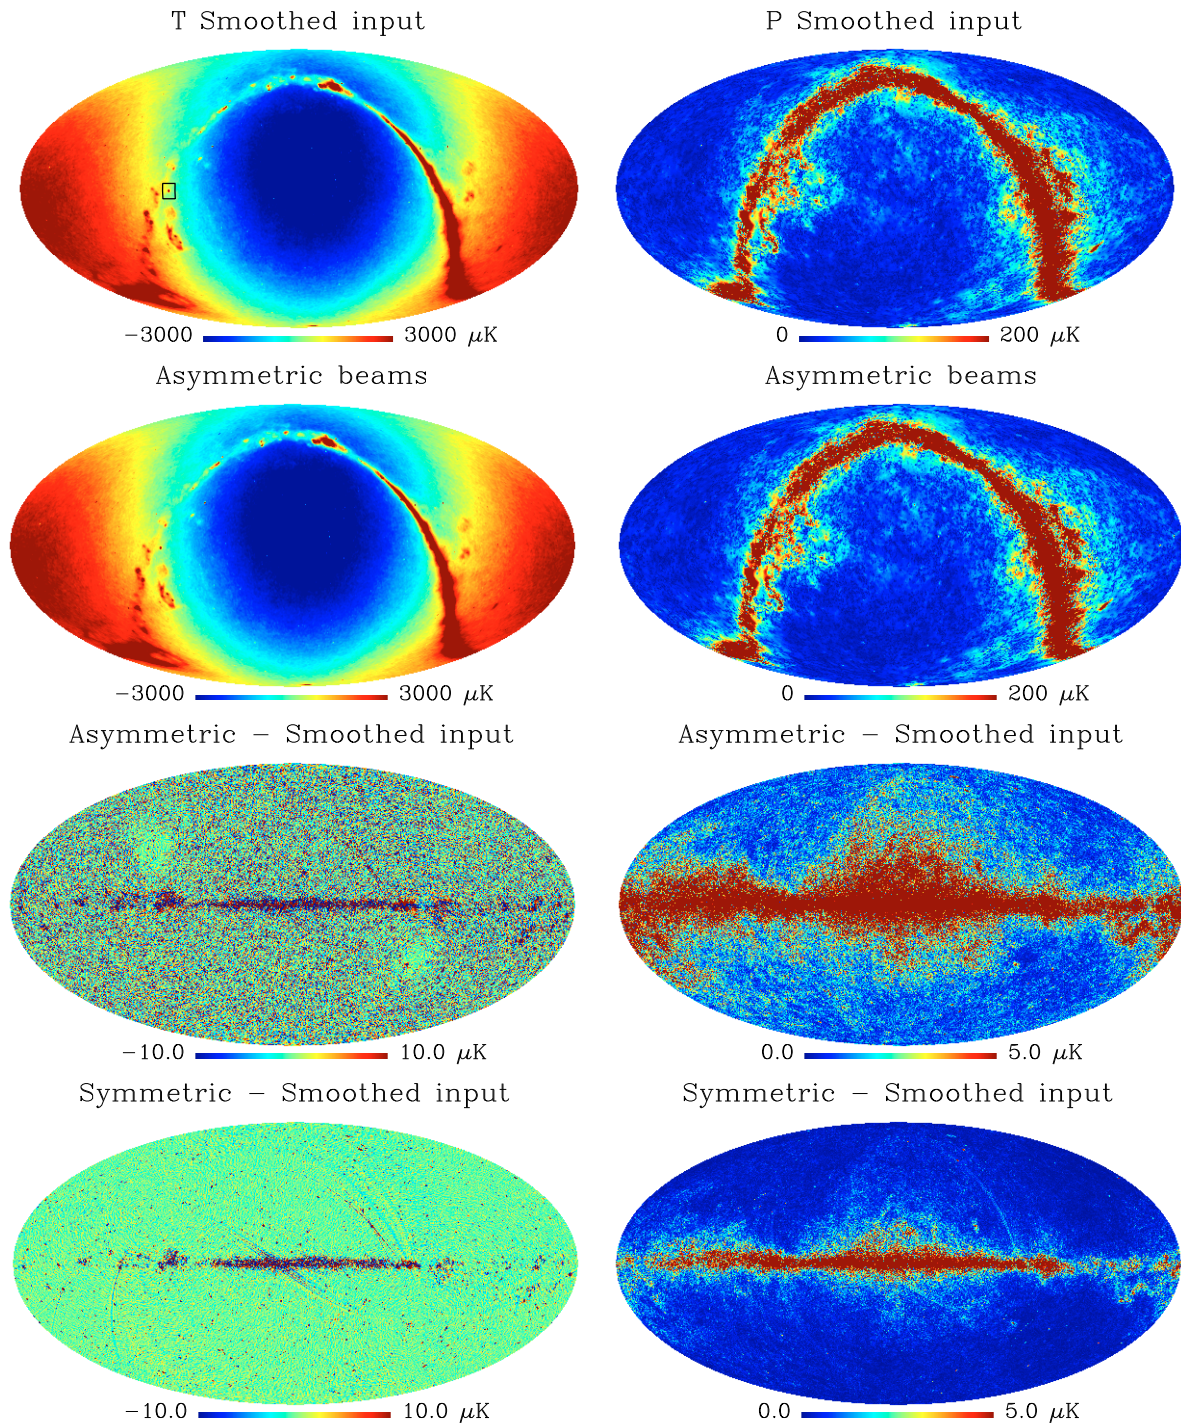 T Smoothed input
P Smoothed input
−3000 3000 μK
0 200 μK
Asymmetric beams
Asymmetric beams
−3000 3000 μK
0 200 μK
Asymmetric − Smoothed input
Asymmetric − Smoothed input
−10.0 10.0 μK
0.0 5.0 μK
Symmetric − Smoothed input
Symmetric − Smoothed input
−10.0 10.0 μK
0.0 5.0 μK